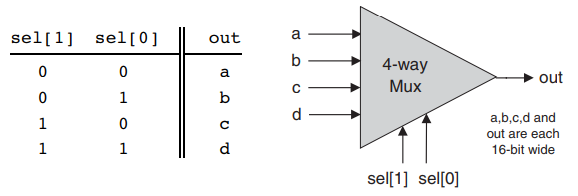 sel[1] sel[0] out
0 0 a
0 1 b
1 0 c
1 1 d
a
b
c
d
4-way
Mux
out
a,b,c,d and
out are each
16-bit wide
sel[1] sel[0]